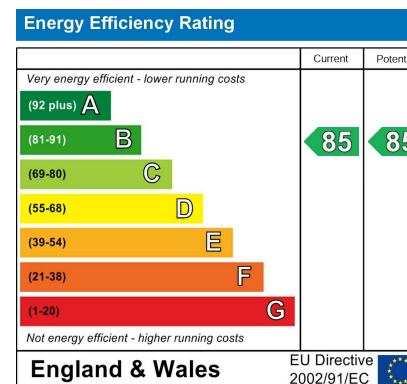 Energy Efficiency Rating
Current
Potent
Very energy efficient - lower running costs
(92 plus) A
(81-91) B
85
85
(69-80) C
(55-68) D
(39-54) E
(21-38) F
(1-20) G
Not energy efficient - higher running costs
England & Wales
EU Directive
2002/91/EC